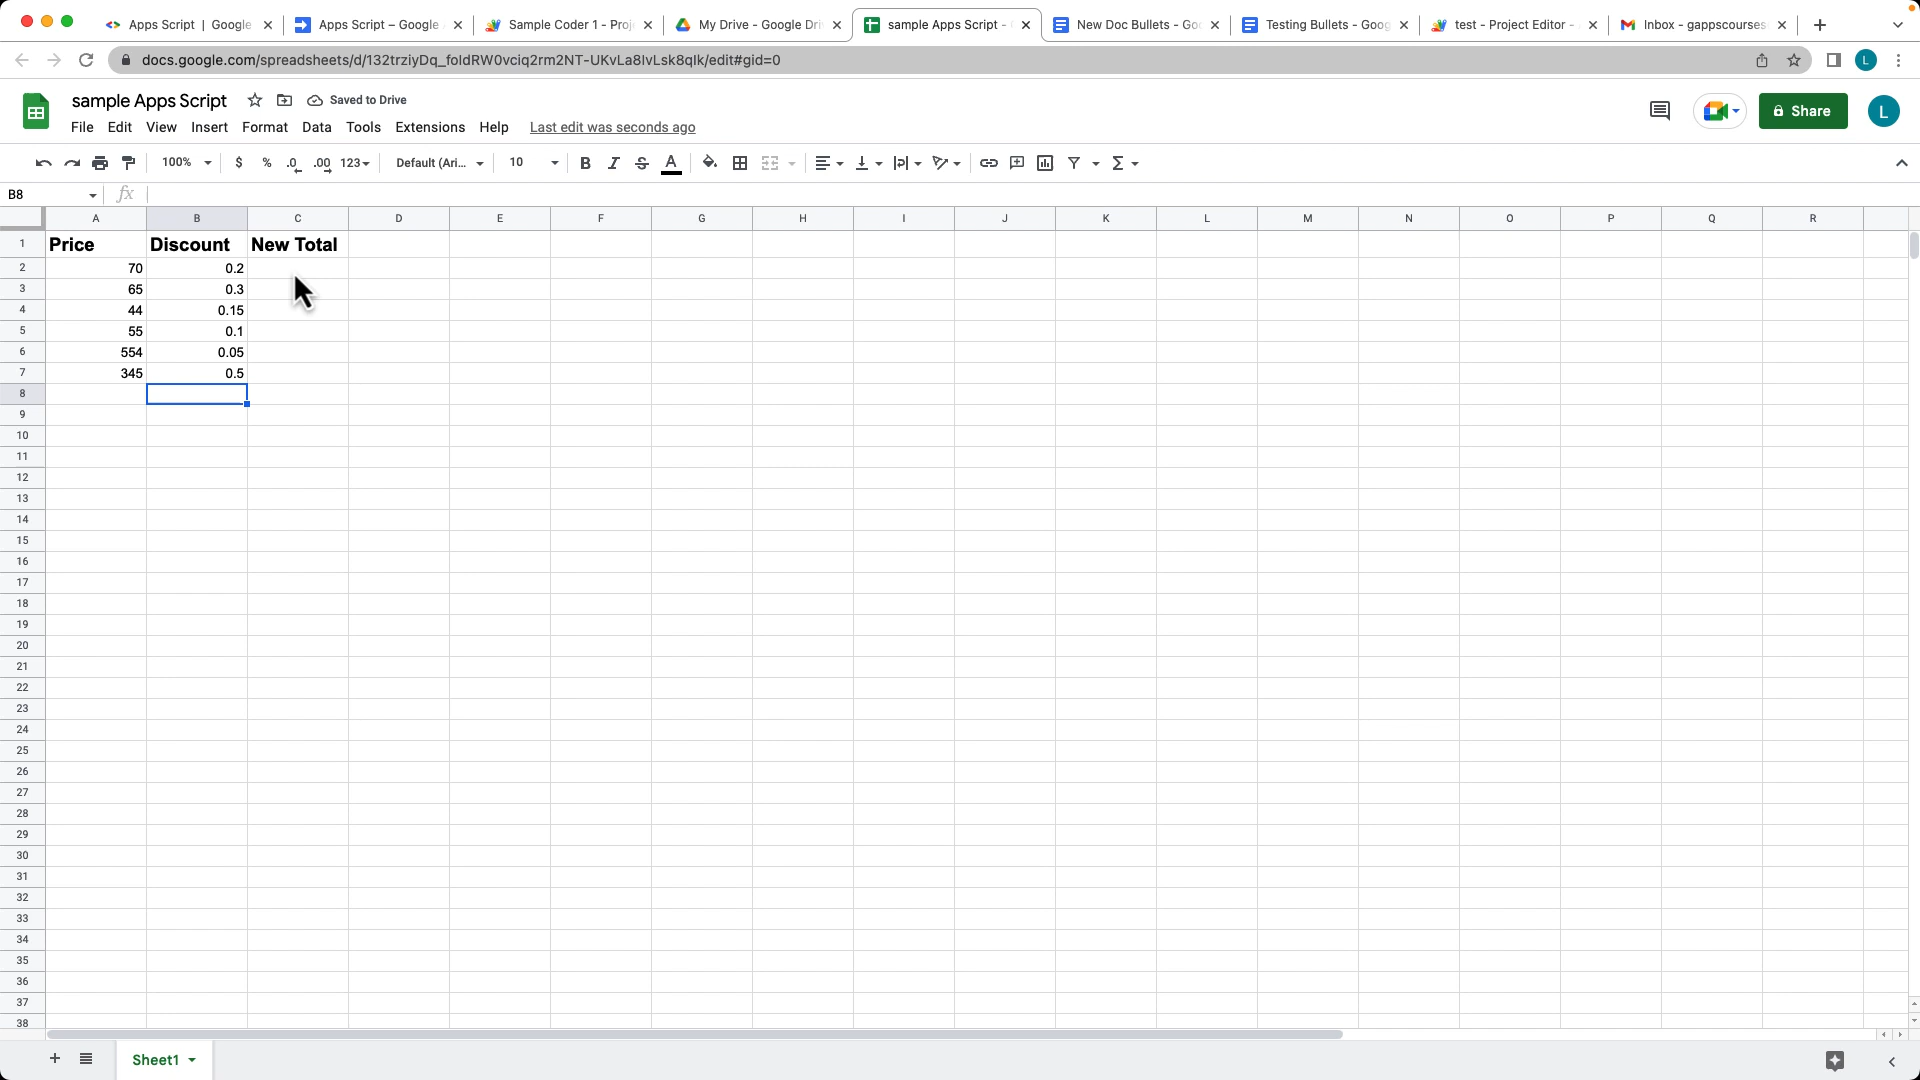 Apps Script | Google
Apps Script – Google
Sample Coder 1 - Proj
My Drive - Google Dri
sample Apps Script -
New Doc Bullets - Goo
Testing Bullets - Goog
test - Project Editor -
Inbox - gappscourses
docs.google.com/spreadsheets/d/132trziyDq_foldRW0vciq2rm2NT-UKvLa8IvLsk8qIk/edit#gid=0
L
sample Apps Script
Saved to Drive
File Edit View Insert Format Data Tools Extensions Help Last edit was seconds ago
Share
L
100% $ % .0 .00 123 Default (Ari... 10 B I S A
B8 fx
A B C D E F G H I J K L M N O P Q R
1 Price Discount New Total
2 70 0.2
3 65 0.3
4 44 0.15
5 55 0.1
6 554 0.05
7 345 0.5
8
9
10
11
12
13
14
15
16
17
18
19
20
21
22
23
24
25
26
27
28
29
30
31
32
33
34
35
36
37
38
Sheet1